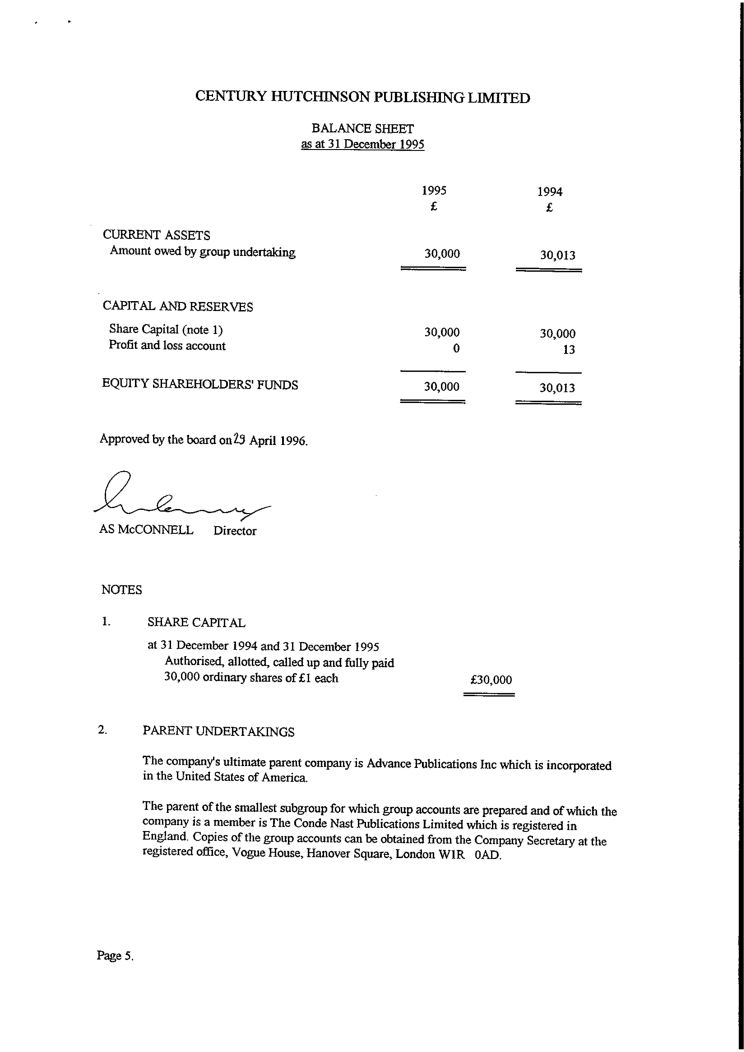 CENTURY HUTCHINSON PUBLISHING LIMITED
BALANCE SHEET
as at 31 December 1995
1995 1994
£ £
CURRENT ASSETS
Amount owed by group undertaking 30,000 30,013
CAPITAL AND RESERVES
Share Capital (note 1) 30,000 30,000
Profit and loss account 0 13
EQUITY SHAREHOLDERS' FUNDS 30,000 30,013
Approved by the board on 29 April 1996.
AS McCONNELL Director
NOTES
1. SHARE CAPITAL
at 31 December 1994 and 31 December 1995
Authorised, allotted, called up and fully paid
30,000 ordinary shares of £1 each £30,000
2. PARENT UNDERTAKINGS
The company's ultimate parent company is Advance Publications Inc which is incorporated
in the United States of America.
The parent of the smallest subgroup for which group accounts are prepared and of which the
company is a member is The Conde Nast Publications Limited which is registered in
England. Copies of the group accounts can be obtained from the Company Secretary at the
registered office, Vogue House, Hanover Square, London W1R 0AD.
Page 5.